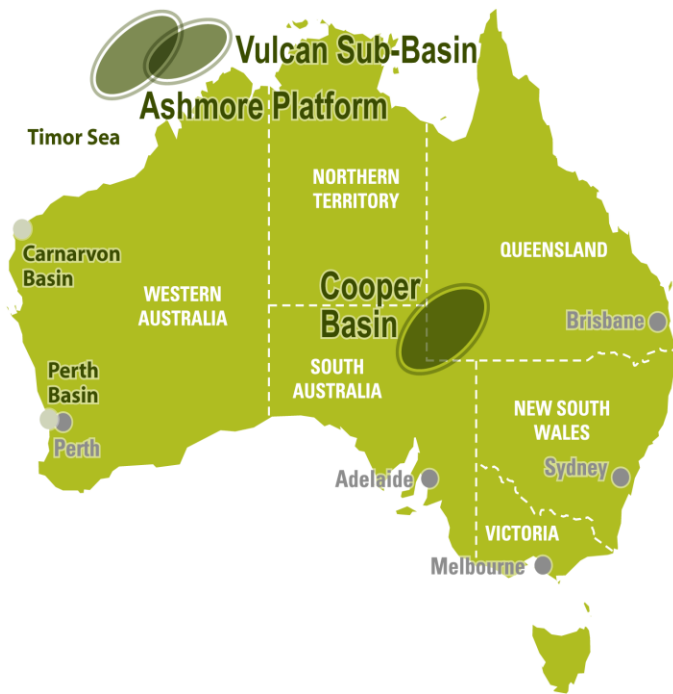 Vulcan Sub-Basin
Ashmore Platform
Timor Sea
NORTHERN
TERRITORY
QUEENSLAND
Carnarvon
Basin
WESTERN
AUSTRALIA
Cooper
Basin
Brisbane
SOUTH
AUSTRALIA
Perth
Basin
NEW SOUTH
WALES
Perth
Adelaide
Sydney
VICTORIA
Melbourne